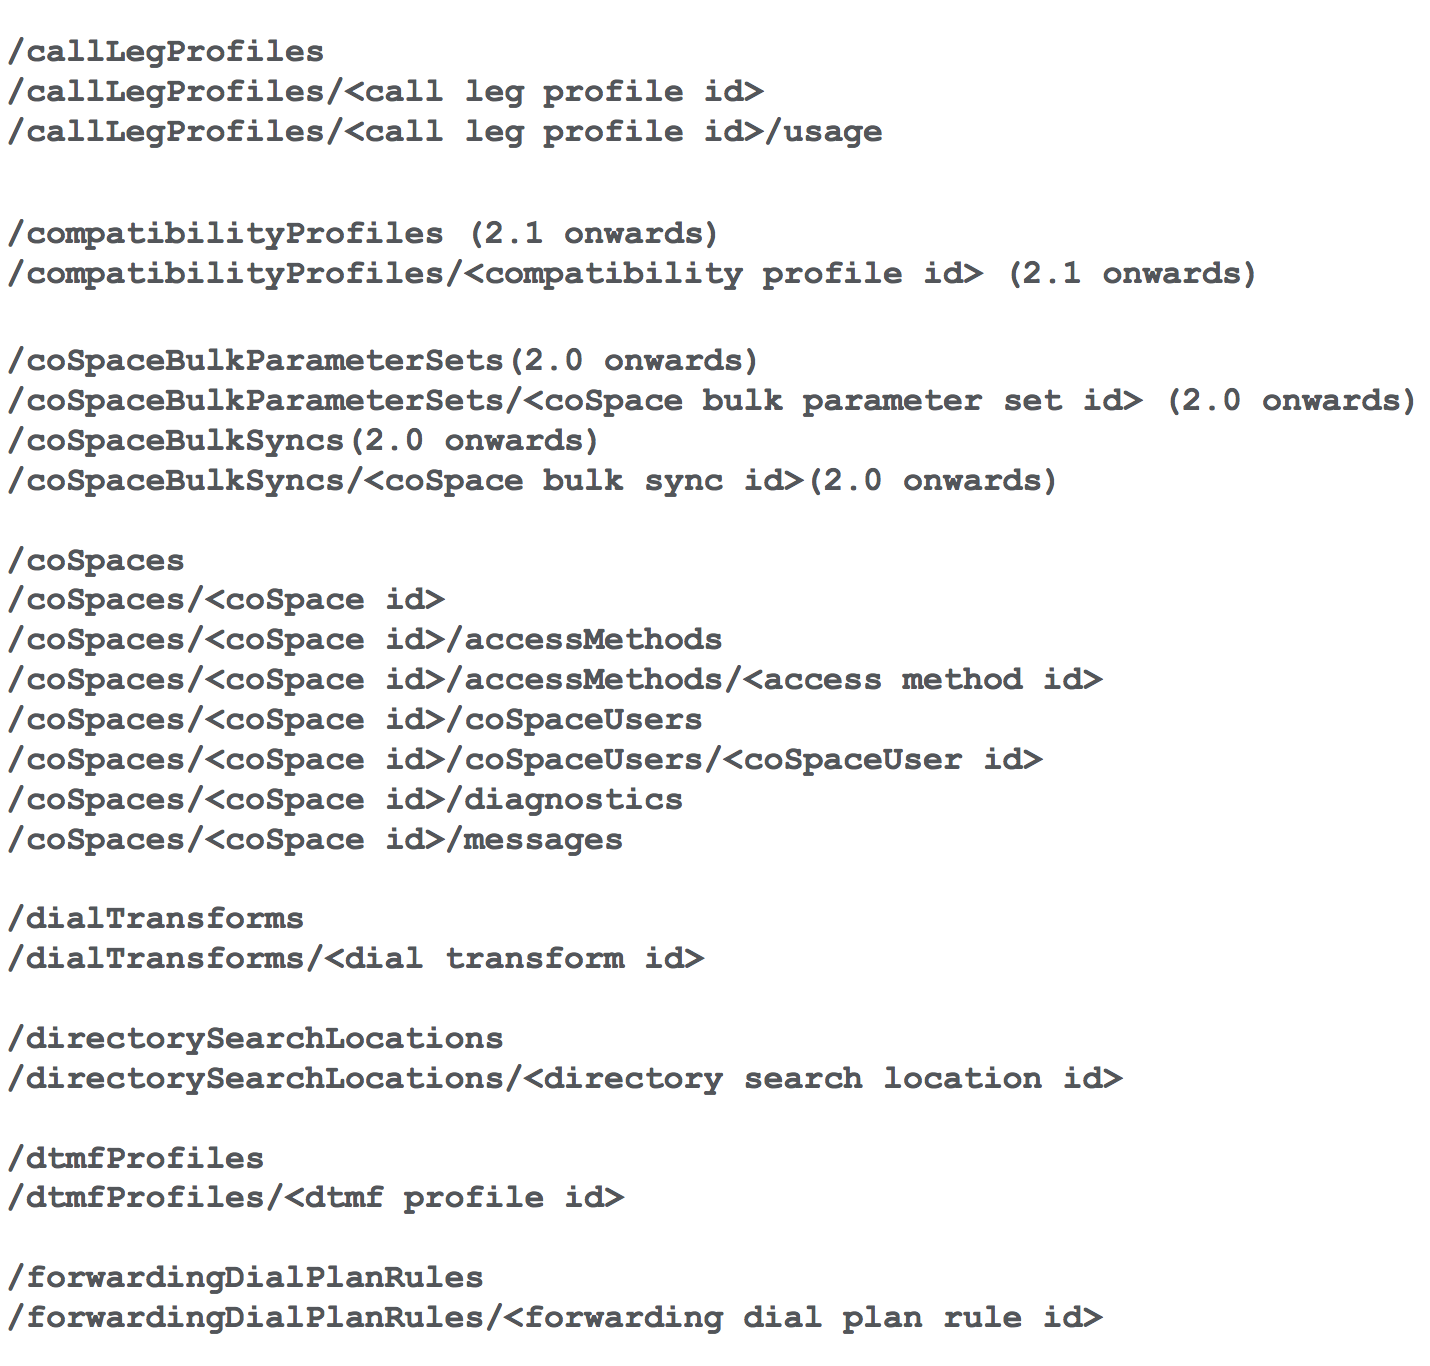 /callLegProfiles
/callLegProfiles/<call leg profile id>
/callLegProfiles/<call leg profile id>/usage
/compatibilityProfiles (2.1 onwards)
/compatibilityProfiles/<compatibility profile id> (2.1 onwards)
/coSpaceBulkParameterSets(2.0 onwards)
/coSpaceBulkParameterSets/<coSpace bulk parameter set id> (2.0 onwards)
/coSpaceBulkSyncs(2.0 onwards)
/coSpaceBulkSyncs/<coSpace bulk sync id>(2.0 onwards)
/coSpaces
/coSpaces/<coSpace id>
/coSpaces/<coSpace id>/accessMethods
/coSpaces/<coSpace id>/accessMethods/<access method id>
/coSpaces/<coSpace id>/coSpaceUsers
/coSpaces/<coSpace id>/coSpaceUsers/<coSpaceUser id>
/coSpaces/<coSpace id>/diagnostics
/coSpaces/<coSpace id>/messages
/dialTransforms
/dialTransforms/<dial transform id>
/directorySearchLocations
/directorySearchLocations/<directory search location id>
/dtmfProfiles
/dtmfProfiles/<dtmf profile id>
/forwardingDialPlanRules
/forwardingDialPlanRules/<forwarding dial plan rule id>